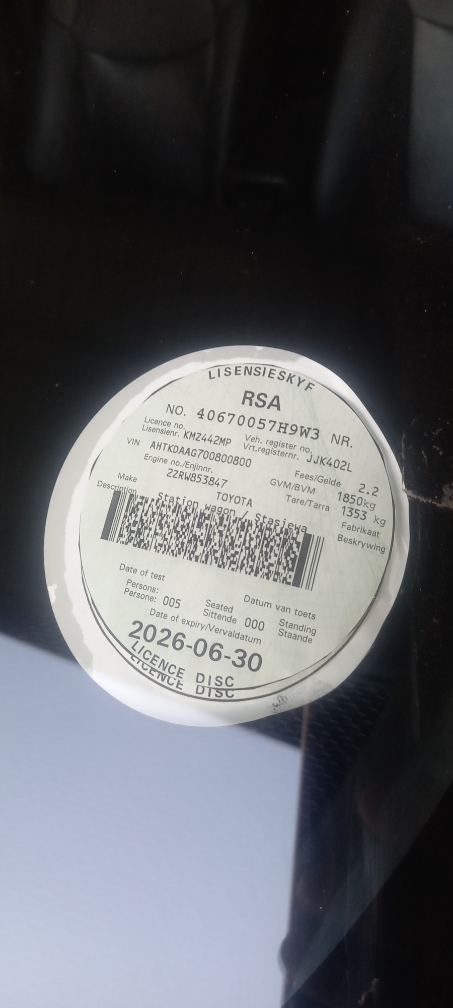 LISENSIESKYF
RSA
NO. 40670057H9W3 NR.
Licence no. Veh. register no.
Lisensienr. KMZ442MP Vrt.registernr. JJK402L
VIN AHTKDAAG700800800 Fees/Gelde 2.2
Engine no./Enjinnr. GVM/BVM 1850kg
2ZRW853847 Tare/Tarra 1353 kg
Make TOYOTA Fabrikaat
Description Station wagon / Stasiewa Beskrywing
Date of test Datum van toets
Persons: Seated Standing
Persone: 005 Sittende 000 Staande
Date of expiry/Vervaldatum
2026-06-30
LICENCE DISC
LICENCE DISC